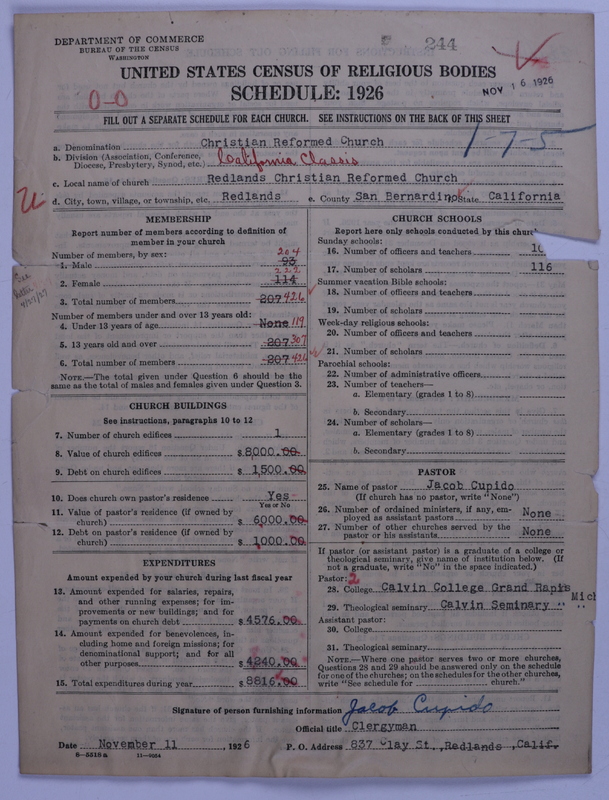 DEPARTMENT OF COMMERCE
BUREAU OF THE CENSUS
WASHINGTON
244
NOV 16 1926
UNITED STATES CENSUS OF RELIGIOUS BODIES
SCHEDULE: 1926
0-0
FILL OUT A SEPARATE SCHEDULE FOR EACH CHURCH. SEE INSTRUCTIONS ON THE BACK OF THIS SHEET
1-7-5
a. Denomination Christian Reformed Church
b. Division (Association, Conference, Diocese, Presbytery, Synod, etc.) California Classis
c. Local name of church Redlands Christian Reformed Church
d. City, town, village, or township, etc. Redlands e. County San Bernardino State California
MEMBERSHIP
Report number of members according to definition of
member in your church
Number of members, by sex:
1. Male 93 204
2. Female 114 222
3. Total number of members 207 426
Number of members under and over 13 years old:
4. Under 13 years of age None 119
5. 13 years old and over 207 307
6. Total number of members 207 426
NOTE.—The total given under Question 6 should be the
same as the total of males and females given under Question 3.
See
4/27/27
CHURCH BUILDINGS
See instructions, paragraphs 10 to 12
7. Number of church edifices 1
8. Value of church edifices $ 8000.00
9. Debt on church edifices $ 1,500.00
10. Does church own pastor's residence Yes
Yes or No
11. Value of pastor's residence (if owned by
church) $ 6000.00
12. Debt on pastor's residence (if owned by
church) $ 1000.00
EXPENDITURES
Amount expended by your church during last fiscal year
13. Amount expended for salaries, repairs,
and other running expenses; for im-
provements or new buildings; and for
payments on church debt $ 4576.00
14. Amount expended for benevolences, in-
cluding home and foreign missions; for
denominational support; and for all
other purposes $ 4240.00
15. Total expenditures during year $ 8816.00
CHURCH SCHOOLS
Report here only schools conducted by this church
Sunday schools:
16. Number of officers and teachers
17. Number of scholars 116
Summer vacation Bible schools:
18. Number of officers and teachers
19. Number of scholars
Week-day religious schools:
20. Number of officers and teachers
21. Number of scholars
Parochial schools:
22. Number of administrative officers
23. Number of teachers—
a. Elementary (grades 1 to 8)
b. Secondary
24. Number of scholars—
a. Elementary (grades 1 to 8)
b. Secondary
PASTOR
25. Name of pastor Jacob Cupido
(If church has no pastor, write "None")
26. Number of ordained ministers, if any, em-
ployed as assistant pastors None
27. Number of other churches served by the
pastor or his assistants None
If pastor (or assistant pastor) is a graduate of a college or
theological seminary, give name of institution below. (If
not a graduate, write "No" in the space indicated.)
Pastor: 2
28. College Calvin College Grand Rapis Mich
29. Theological seminary Calvin Seminary " "
Assistant pastor:
30. College
31. Theological seminary
NOTE.—Where one pastor serves two or more churches,
Questions 28 and 29 should be answered only on the schedule
for one of the churches; on the schedules for the other churches,
write "See schedule for church."
Signature of person furnishing information Jacob Cupido
Official title Clergyman
Date November 11, 1926 P. O. Address 837 Clay St., Redlands, Calif.
8—5518a 11—9054